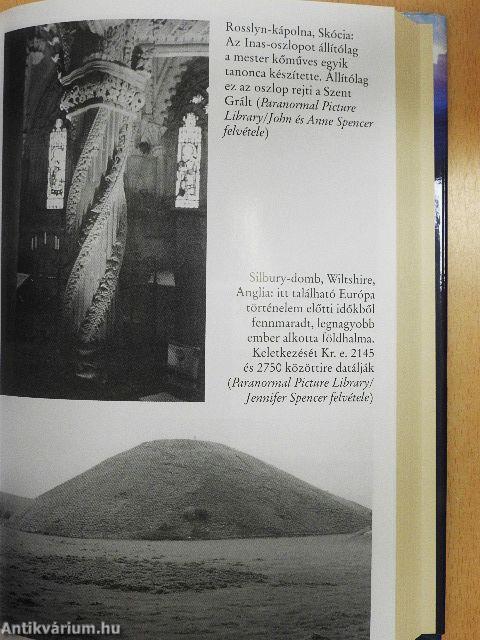 Rosslyn-kápolna, Skócia:
Az Inas-oszlopot állítólag
a mester kőműves egyik
tanonca készítette. Állítólag
ez az oszlop rejti a Szent
Grált (Paranormal Picture
Library/John és Anne Spencer
felvétele)
Silbury-domb, Wiltshire,
Anglia: itt található Európa
történelem előtti időkből
fennmaradt, legnagyobb
ember alkotta földhalma.
Keletkezését Kr. e. 2145
és 2750 közöttire datálják
(Paranormal Picture Library/
Jennifer Spencer felvétele)
Antikvárium.hu